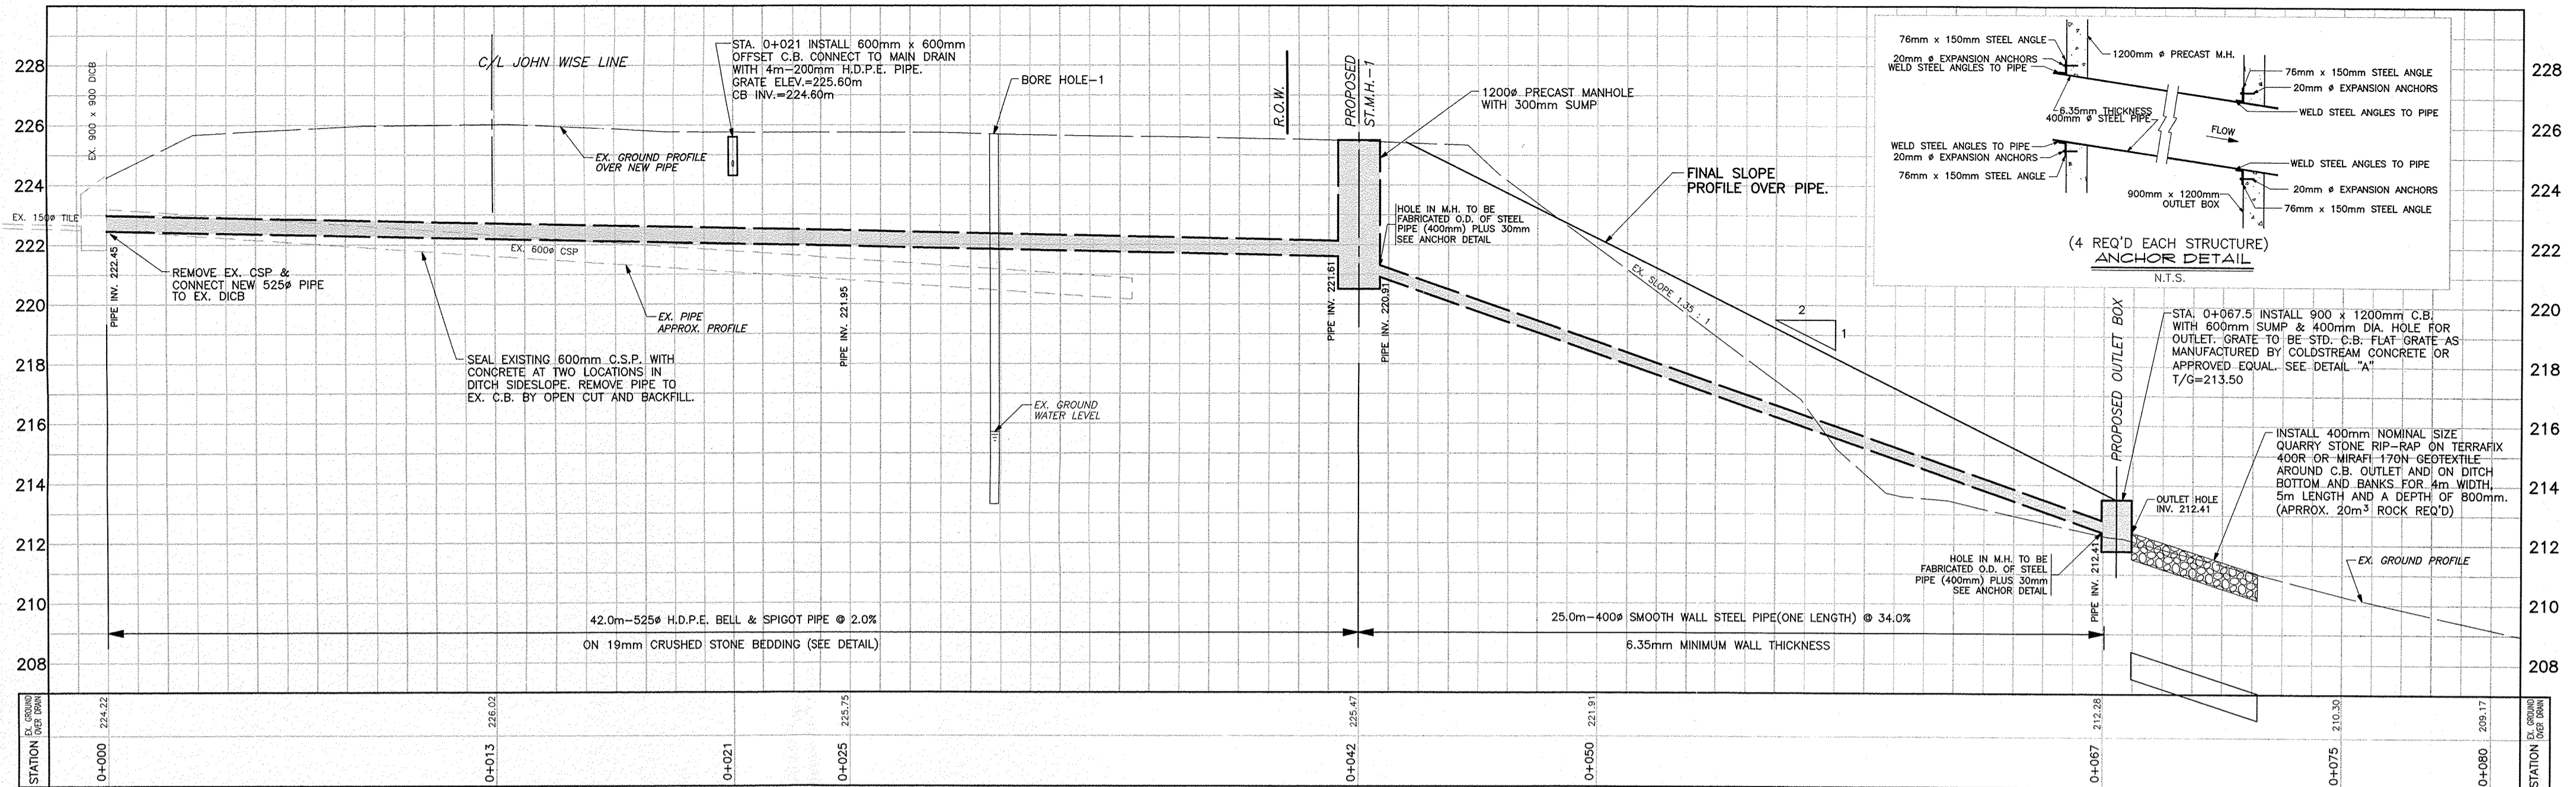 228
226
224
222
220
218
216
214
212
210
208
EX. 900 x 900 DICB
C/L JOHN WISE LINE
STA. 0+021 INSTALL 600mm x 600mm
OFFSET C.B. CONNECT TO MAIN DRAIN
WITH 4m-200mm H.D.P.E. PIPE.
GRATE ELEV.=225.60m
CB INV.=224.60m
BORE HOLE-1
R.O.W.
PROPOSED
ST.M.H.-1
1200ø PRECAST MANHOLE
WITH 300mm SUMP
EX. GROUND PROFILE
OVER NEW PIPE
EX. 150ø TILE
PIPE INV. 222.45
REMOVE EX. CSP &
CONNECT NEW 525ø PIPE
TO EX. DICB
EX. 600ø CSP
EX. PIPE
APPROX. PROFILE
SEAL EXISTING 600mm C.S.P. WITH
CONCRETE AT TWO LOCATIONS IN
DITCH SIDESLOPE. REMOVE PIPE TO
EX. C.B. BY OPEN CUT AND BACKFILL.
PIPE INV. 221.95
EX. GROUND
WATER LEVEL
PIPE INV. 221.61
PIPE INV. 220.91
HOLE IN M.H. TO BE
FABRICATED O.D. OF STEEL
PIPE (400mm) PLUS 30mm
SEE ANCHOR DETAIL
FINAL SLOPE
PROFILE OVER PIPE.
EX. SLOPE 1.35 : 1
2
1
76mm x 150mm STEEL ANGLE
20mm ø EXPANSION ANCHORS
WELD STEEL ANGLES TO PIPE
1200mm ø PRECAST M.H.
76mm x 150mm STEEL ANGLE
20mm ø EXPANSION ANCHORS
WELD STEEL ANGLES TO PIPE
6.35mm THICKNESS
400mm ø STEEL PIPE
FLOW
WELD STEEL ANGLES TO PIPE
20mm ø EXPANSION ANCHORS
76mm x 150mm STEEL ANGLE
WELD STEEL ANGLES TO PIPE
20mm ø EXPANSION ANCHORS
76mm x 150mm STEEL ANGLE
900mm x 1200mm
OUTLET BOX
(4 REQ'D EACH STRUCTURE)
ANCHOR DETAIL
N.T.S.
PROPOSED OUTLET BOX
STA. 0+067.5 INSTALL 900 x 1200mm C.B.
WITH 600mm SUMP & 400mm DIA. HOLE FOR
OUTLET. GRATE TO BE STD. C.B. FLAT GRATE AS
MANUFACTURED BY COLDSTREAM CONCRETE OR
APPROVED EQUAL. SEE DETAIL "A"
T/G=213.50
INSTALL 400mm NOMINAL SIZE
QUARRY STONE RIP-RAP ON TERRAFIX
400R OR MIRAFI 170N GEOTEXTILE
AROUND C.B. OUTLET AND ON DITCH
BOTTOM AND BANKS FOR 4m WIDTH,
5m LENGTH AND A DEPTH OF 800mm.
(APRROX. 20m³ ROCK REQ'D)
OUTLET HOLE
INV. 212.41
HOLE IN M.H. TO BE
FABRICATED O.D. OF STEEL
PIPE (400mm) PLUS 30mm
SEE ANCHOR DETAIL
PIPE INV. 212.41
EX. GROUND PROFILE
42.0m-525ø H.D.P.E. BELL & SPIGOT PIPE @ 2.0%
ON 19mm CRUSHED STONE BEDDING (SEE DETAIL)
25.0m-400ø SMOOTH WALL STEEL PIPE(ONE LENGTH) @ 34.0%
6.35mm MINIMUM WALL THICKNESS
228
226
224
222
220
218
216
214
212
210
208
EX. GROUND
OVER DRAIN
224.22
226.02
225.75
225.47
221.91
212.28
210.30
209.17
EX. GROUND
OVER DRAIN
STATION
0+000
0+013
0+021
0+025
0+042
0+050
0+067
0+075
0+080
STATION